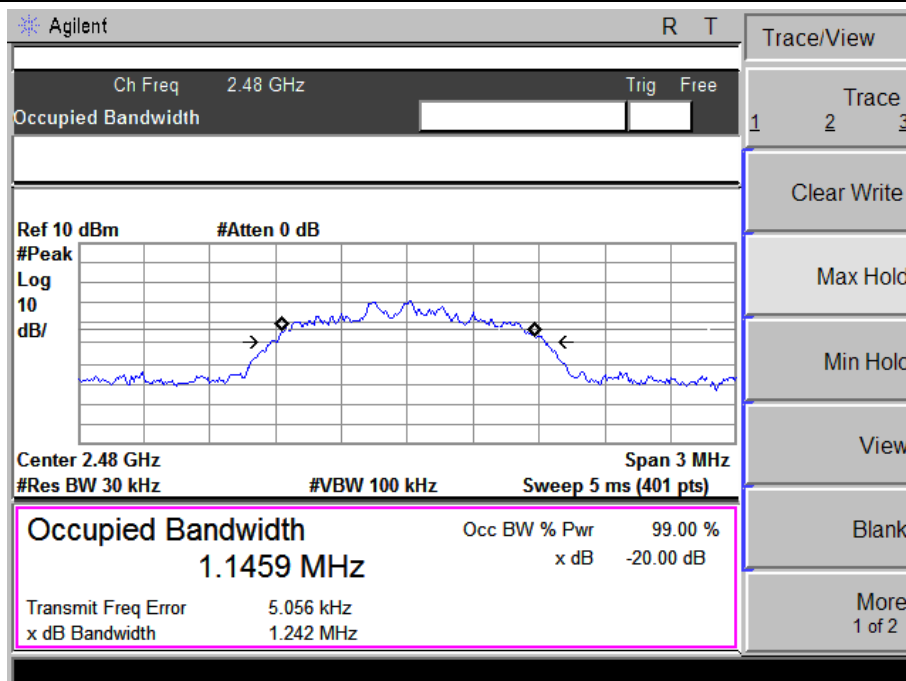 Agilent R T
Trace/View
Ch Freq 2.48 GHz Trig Free
Occupied Bandwidth
Trace
1 2 3
Clear Write
Ref 10 dBm #Atten 0 dB
#Peak
Log
10
dB/
Max Hold
Min Hold
View
Center 2.48 GHz Span 3 MHz
#Res BW 30 kHz #VBW 100 kHz Sweep 5 ms (401 pts)
Occupied Bandwidth Occ BW % Pwr 99.00 %
1.1459 MHz x dB -20.00 dB
Blank
Transmit Freq Error 5.056 kHz
x dB Bandwidth 1.242 MHz
More
1 of 2